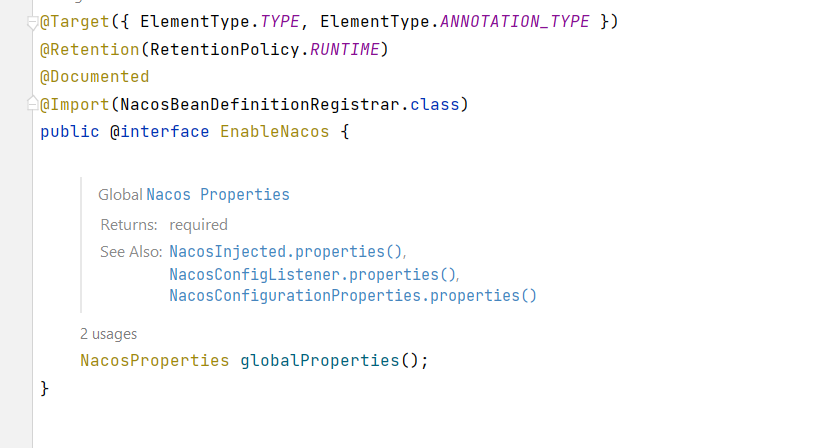 @Target({ ElementType.TYPE, ElementType.ANNOTATION_TYPE })
@Retention(RetentionPolicy.RUNTIME)
@Documented
@Import(NacosBeanDefinitionRegistrar.class)
public @interface EnableNacos {
Global Nacos Properties
Returns: required
See Also: NacosInjected.properties(),
NacosConfigListener.properties(),
NacosConfigurationProperties.properties()
2 usages
NacosProperties globalProperties();
}